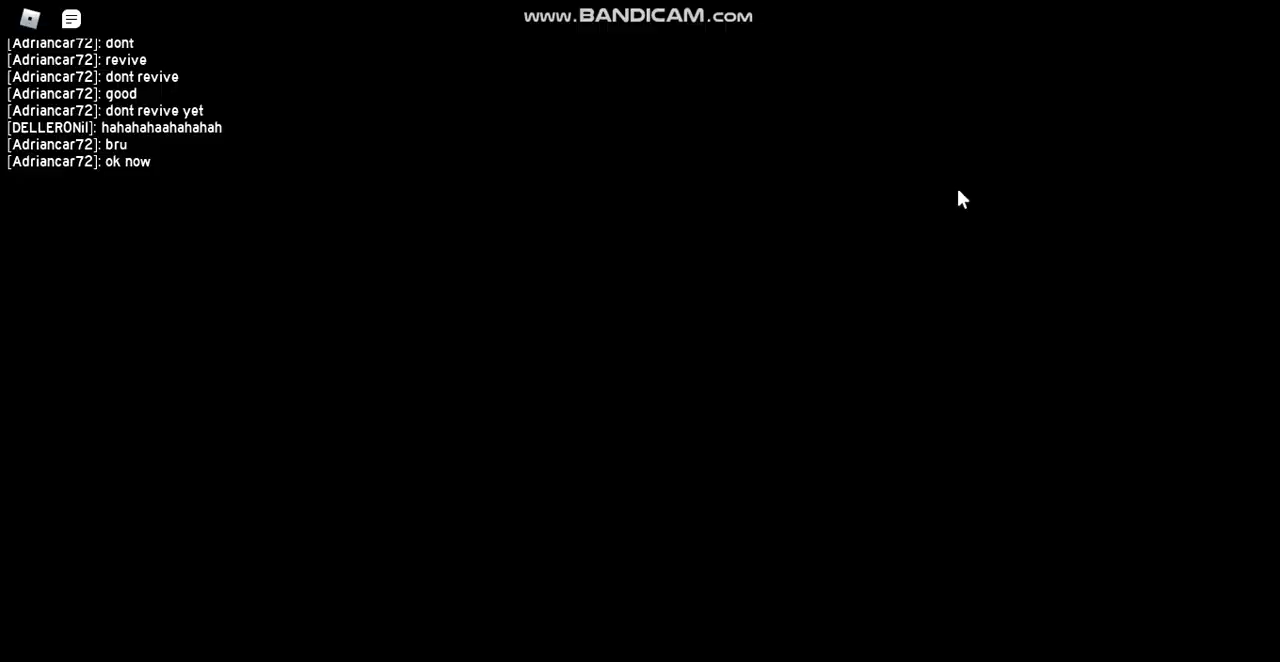 www.BANDICAM.com
[Adriancar72]: dont
[Adriancar72]: revive
[Adriancar72]: dont revive
[Adriancar72]: good
[Adriancar72]: dont revive yet
[DELLERONil]: hahahahaahahahah
[Adriancar72]: bru
[Adriancar72]: ok now